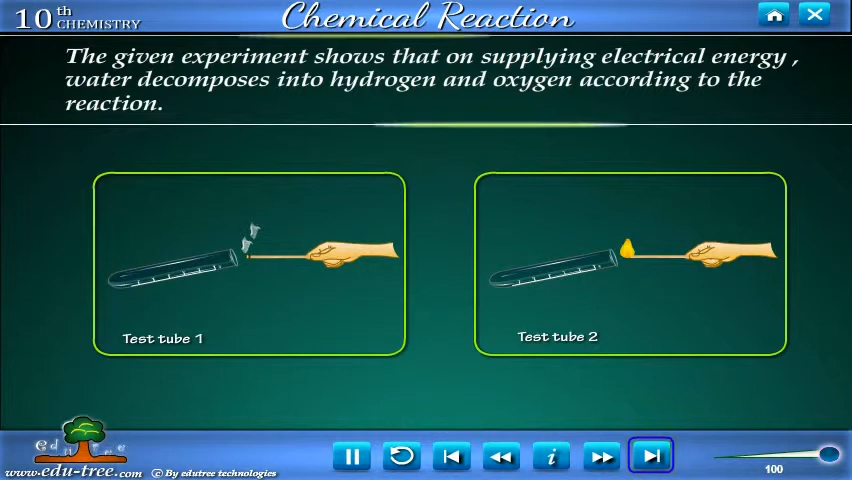 10th CHEMISTRY
Chemical Reaction
The given experiment shows that on supplying electrical energy ,
water decomposes into hydrogen and oxygen according to the
reaction.
Test tube 1
Test tube 2
edutree
www.edu-tree.com © By edutree technologies
i
100